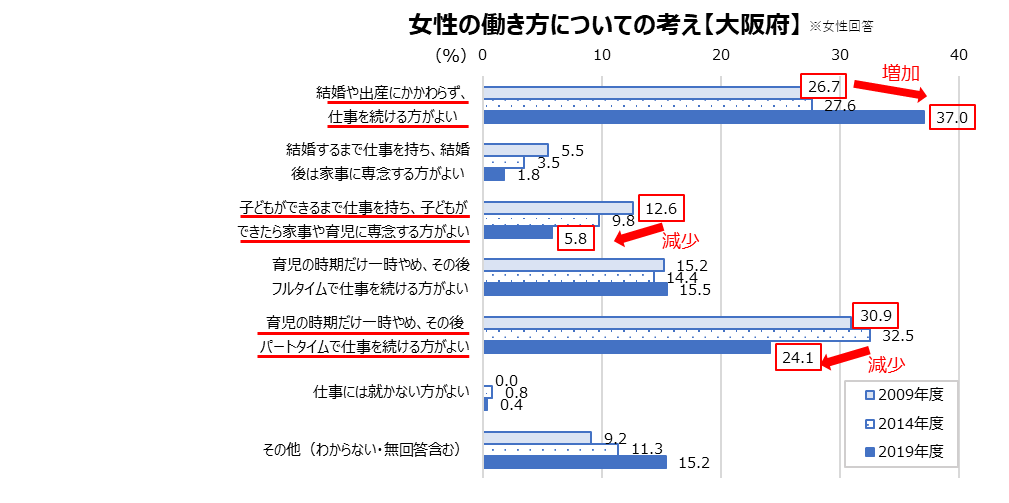 女性の働き方についての考え【大阪府】 ※女性回答
(%) 0 10 20 30 40
増加
結婚や出産にかかわらず、
仕事を続ける方がよい
26.7
27.6
37.0
結婚するまで仕事を持ち、結婚
後は家事に専念する方がよい
5.5
3.5
1.8
子どもができるまで仕事を持ち、子どもが
できたら家事や育児に専念する方がよい
12.6
9.8
5.8
減少
育児の時期だけ一時やめ、その後
フルタイムで仕事を続ける方がよい
15.2
14.4
15.5
育児の時期だけ一時やめ、その後
パートタイムで仕事を続ける方がよい
30.9
32.5
24.1
減少
仕事には就かない方がよい
0.0
0.8
0.4
その他（わからない・無回答含む）
9.2
11.3
15.2
2009年度
2014年度
2019年度